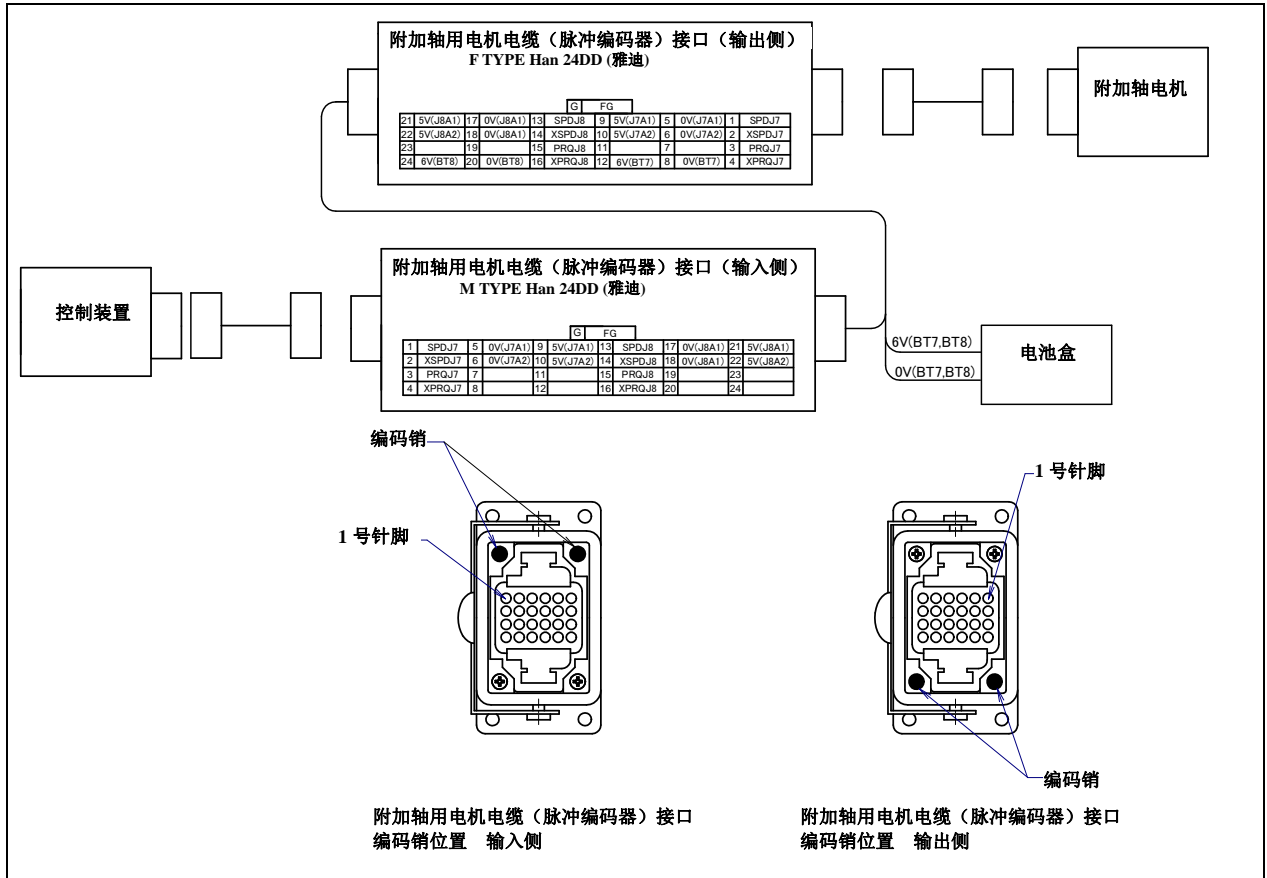 附加轴用电机电缆（脉冲编码器）接口（输出侧）
F TYPE Han 24DD (雅迪)
G FG
21 5V(J8A1) 17 0V(J8A1) 13 SPDJ8 9 5V(J7A1) 5 0V(J7A1) 1 SPDJ7
22 5V(J8A2) 18 0V(J8A1) 14 XSPDJ8 10 5V(J7A2) 6 0V(J7A2) 2 XSPDJ7
23 19 15 PRQJ8 11 7 3 PRQJ7
24 6V(BT8) 20 0V(BT8) 16 XPRQJ8 12 6V(BT7) 8 0V(BT7) 4 XPRQJ7
附加轴电机
控制装置
附加轴用电机电缆（脉冲编码器）接口（输入侧）
M TYPE Han 24DD (雅迪)
G FG
1 SPDJ7 5 0V(J7A1) 9 5V(J7A1) 13 SPDJ8 17 0V(J8A1) 21 5V(J8A1)
2 XSPDJ7 6 0V(J7A2) 10 5V(J7A2) 14 XSPDJ8 18 0V(J8A1) 22 5V(J8A2)
3 PRQJ7 7 11 15 PRQJ8 19 23
4 XPRQJ7 8 12 16 XPRQJ8 20 24
6V(BT7,BT8)
0V(BT7,BT8)
电池盒
编码销
1 号针脚
1 号针脚
编码销
附加轴用电机电缆（脉冲编码器）接口
编码销位置 输入侧
附加轴用电机电缆（脉冲编码器）接口
编码销位置 输出侧